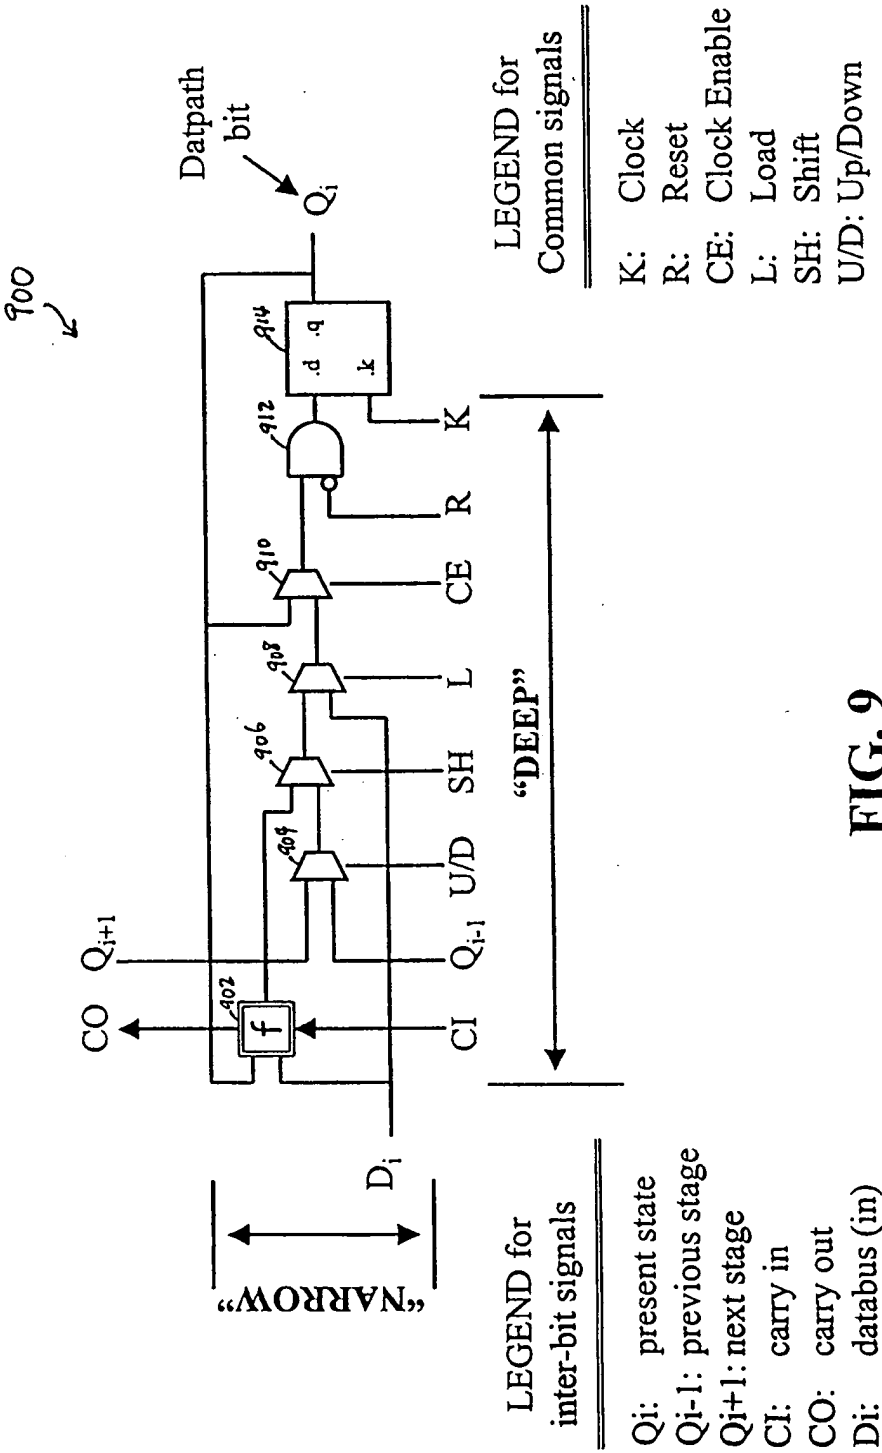 900
Datpath
bit
CO
Qi+1
Qi
902
904
906
908
910
912
914
f
.d
.q
.k
Di
CI
Qi-1
U/D
SH
L
CE
R
K
“NARROW”
“DEEP”
LEGEND for
inter-bit signals
Qi: present state
Qi-1: previous stage
Qi+1: next stage
CI: carry in
CO: carry out
Di: databus (in)
LEGEND for
Common signals
K: Clock
R: Reset
CE: Clock Enable
L: Load
SH: Shift
U/D: Up/Down
FIG. 9